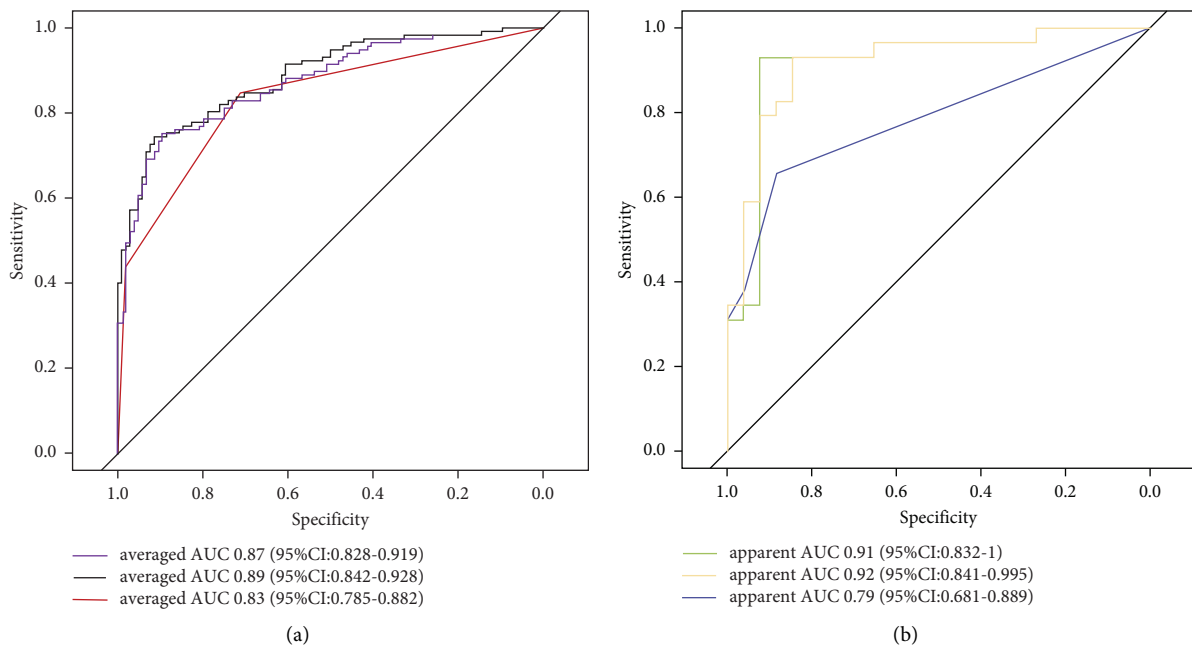 1.0
0.8
0.6
0.4
0.2
0.0
Sensitivity
1.0 0.8 0.6 0.4 0.2 0.0
Specificity
averaged AUC 0.87 (95%CI:0.828-0.919)
averaged AUC 0.89 (95%CI:0.842-0.928)
averaged AUC 0.83 (95%CI:0.785-0.882)
(a)
1.0
0.8
0.6
0.4
0.2
0.0
Sensitivity
1.0 0.8 0.6 0.4 0.2 0.0
Specificity
apparent AUC 0.91 (95%CI:0.832-1)
apparent AUC 0.92 (95%CI:0.841-0.995)
apparent AUC 0.79 (95%CI:0.681-0.889)
(b)